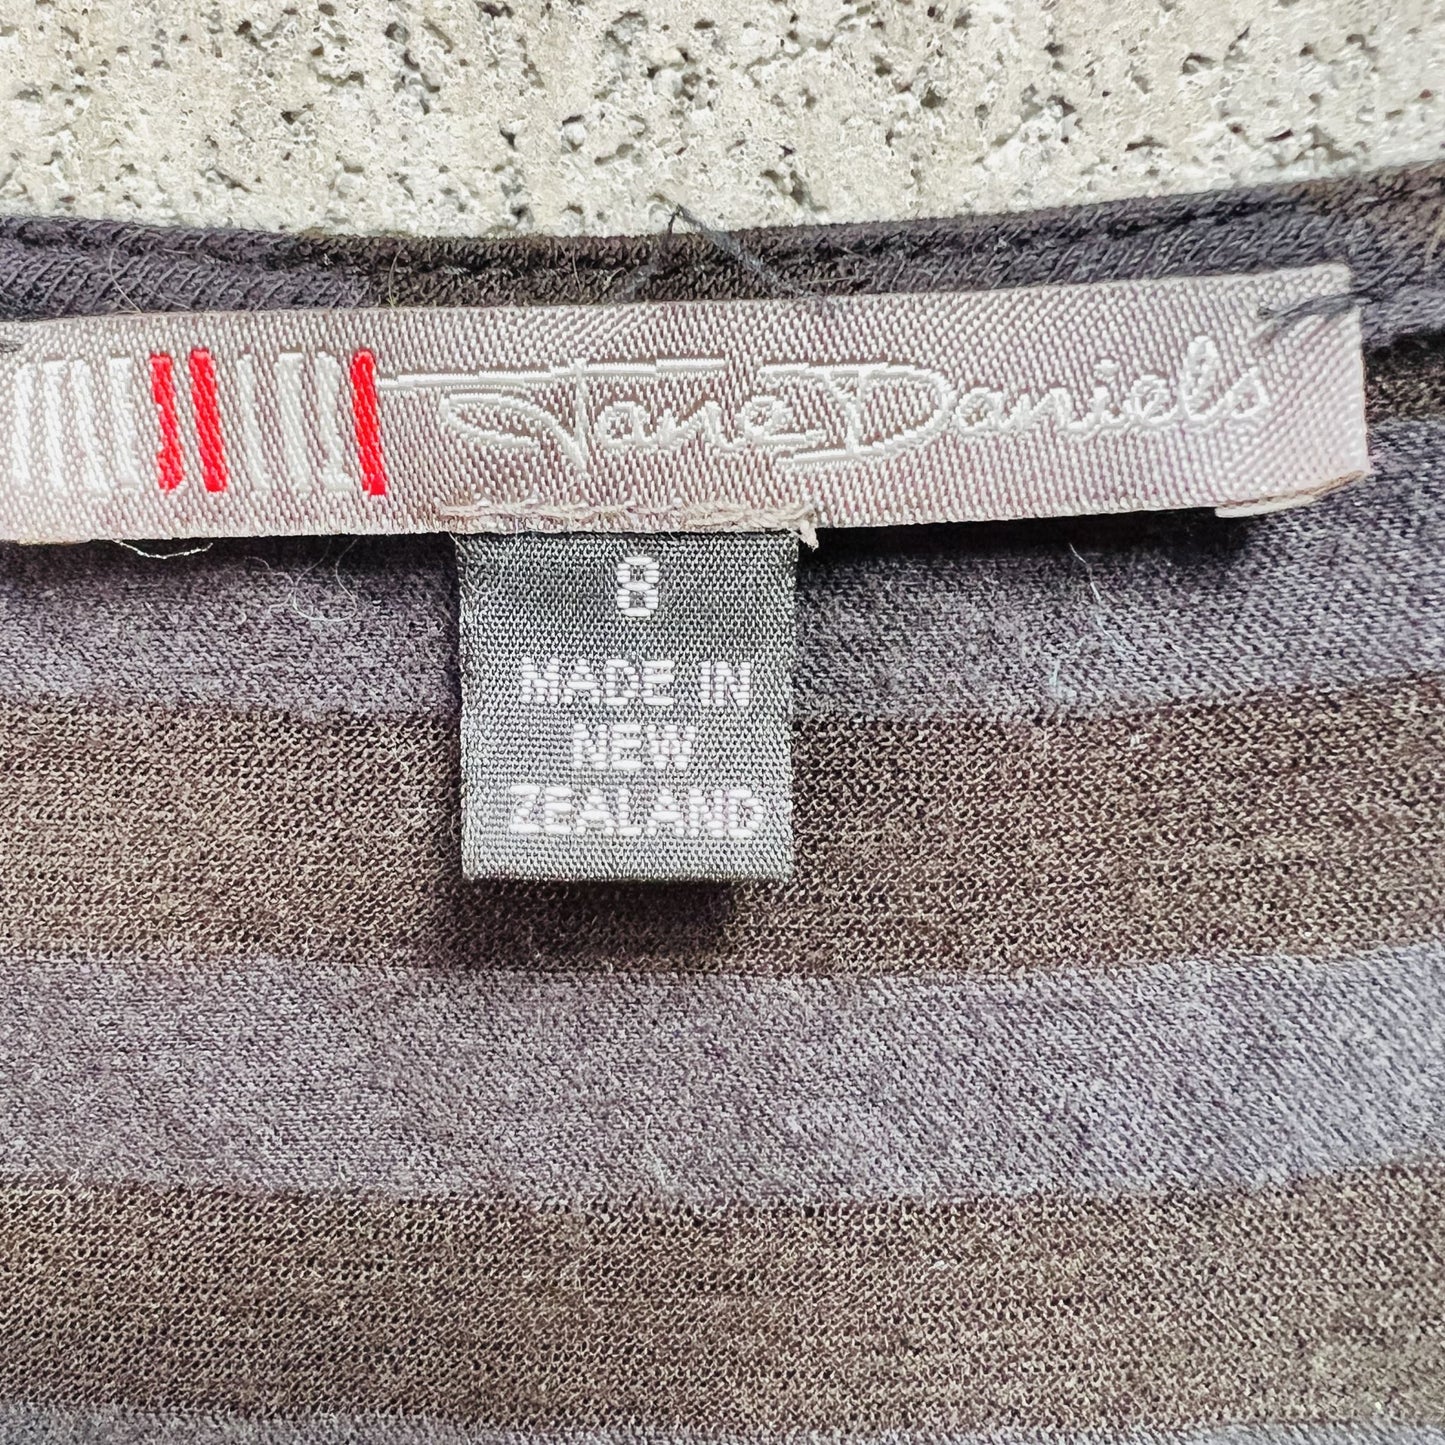 Jane Daniels
8
MADE IN
NEW
ZEALAND